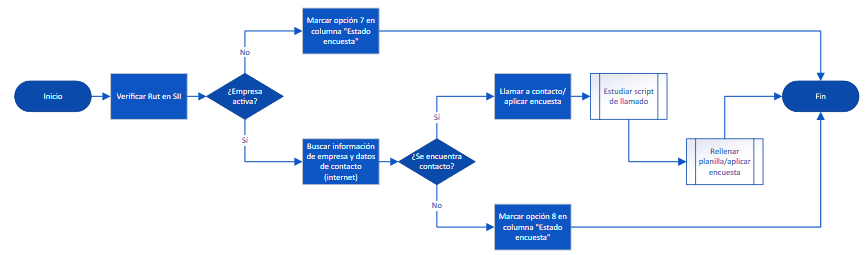 Marcar opción 7 en
columna "Estado
encuesta"
No
Inicio
Verificar Rut en SII
¿Empresa
activa?
Sí
Buscar información
de empresa y datos
de contacto
(internet)
¿Se encuentra
contacto?
Sí
Llamar a contacto/
aplicar encuesta
Estudiar script
de llamado
Rellenar
planilla/aplicar
encuesta
Fin
No
Marcar opción 8 en
columna "Estado
encuesta"